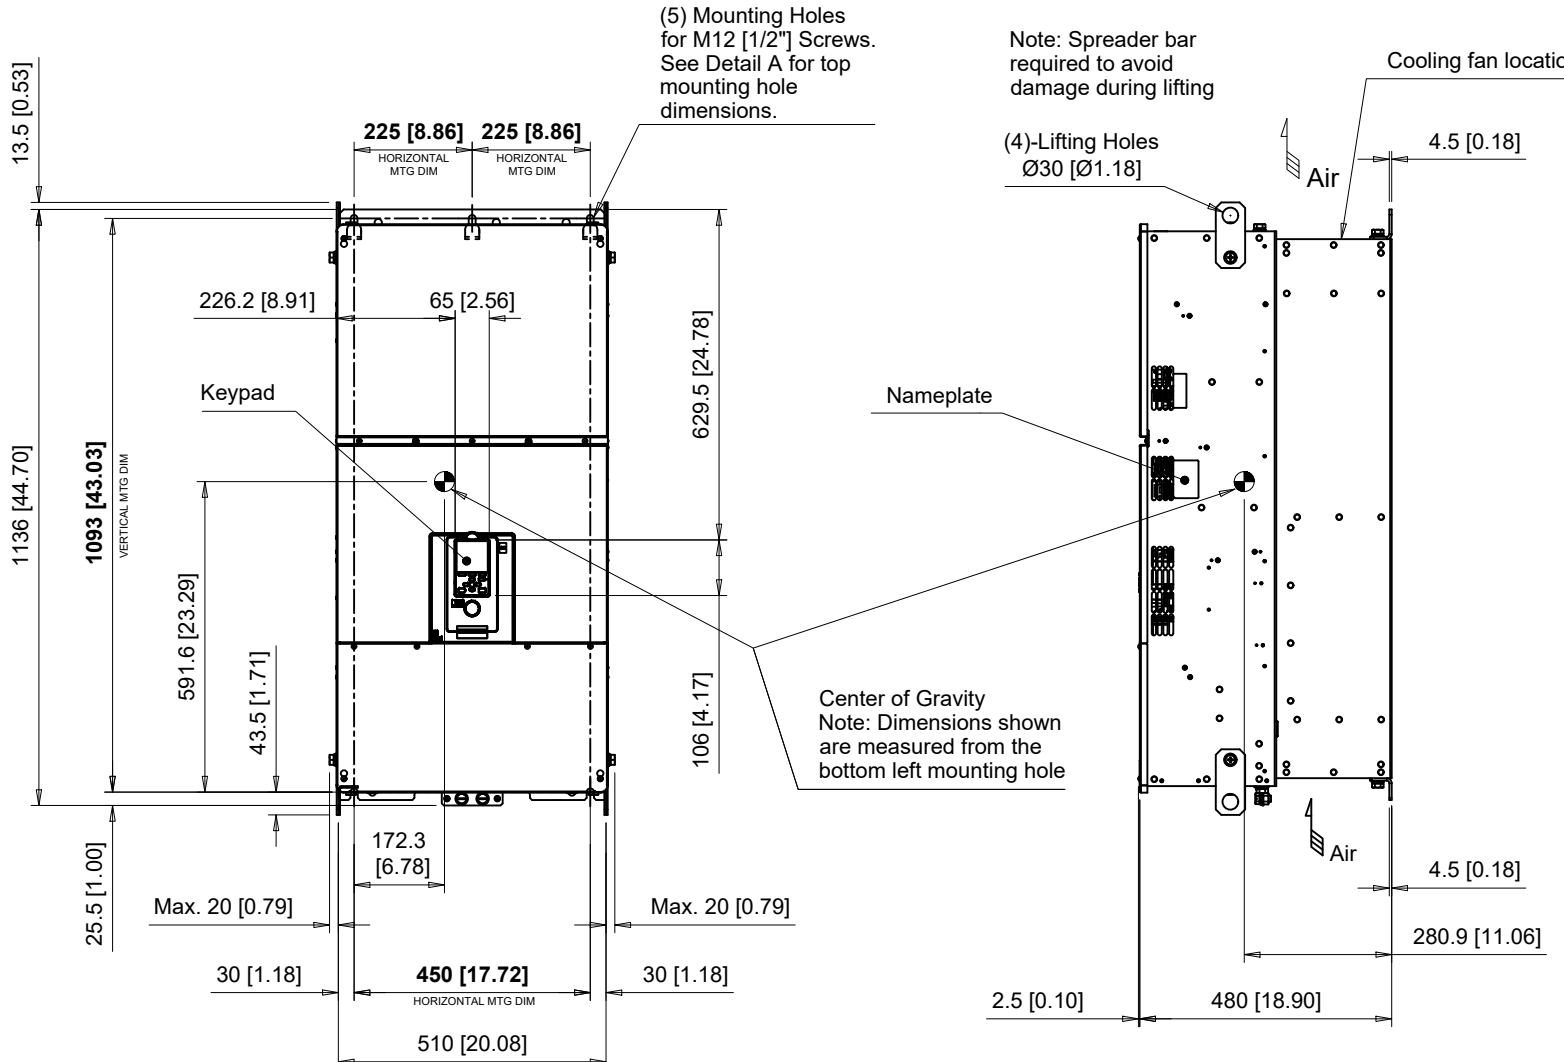 (5) Mounting Holes
for M12 [1/2"] Screws.
See Detail A for top
mounting hole
dimensions.
Note: Spreader bar
required to avoid
damage during lifting
Cooling fan locatio
13.5 [0.53]
225 [8.86]
225 [8.86]
HORIZONTAL
MTG DIM
HORIZONTAL
MTG DIM
(4)-Lifting Holes
Ø30 [Ø1.18]
Air
4.5 [0.18]
226.2 [8.91]
65 [2.56]
629.5 [24.78]
Keypad
Nameplate
1136 [44.70]
1093 [43.03]
VERTICAL MTG DIM
591.6 [23.29]
43.5 [1.71]
106 [4.17]
Center of Gravity
Note: Dimensions shown
are measured from the
bottom left mounting hole
25.5 [1.00]
172.3
[6.78]
Air
4.5 [0.18]
Max. 20 [0.79]
Max. 20 [0.79]
280.9 [11.06]
30 [1.18]
450 [17.72]
HORIZONTAL MTG DIM
30 [1.18]
2.5 [0.10]
480 [18.90]
510 [20.08]